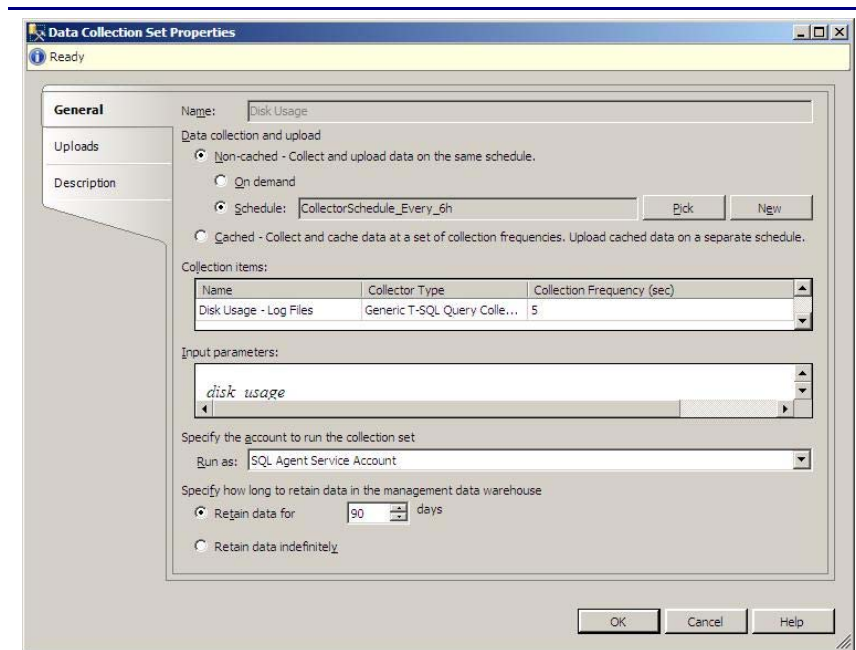 Data Collection Set Properties
Ready
General
Uploads
Description
Name: Disk Usage
Data collection and upload
Non-cached - Collect and upload data on the same schedule.
On demand
Schedule: CollectorSchedule_Every_6h Pick New
Cached - Collect and cache data at a set of collection frequencies. Upload cached data on a separate schedule.
Collection items:
Name Collector Type Collection Frequency (sec)
Disk Usage - Log Files Generic T-SQL Query Colle... 5
Input parameters:
disk_usage
Specify the account to run the collection set
Run as: SQL Agent Service Account
Specify how long to retain data in the management data warehouse
Retain data for 90 days
Retain data indefinitely
OK Cancel Help